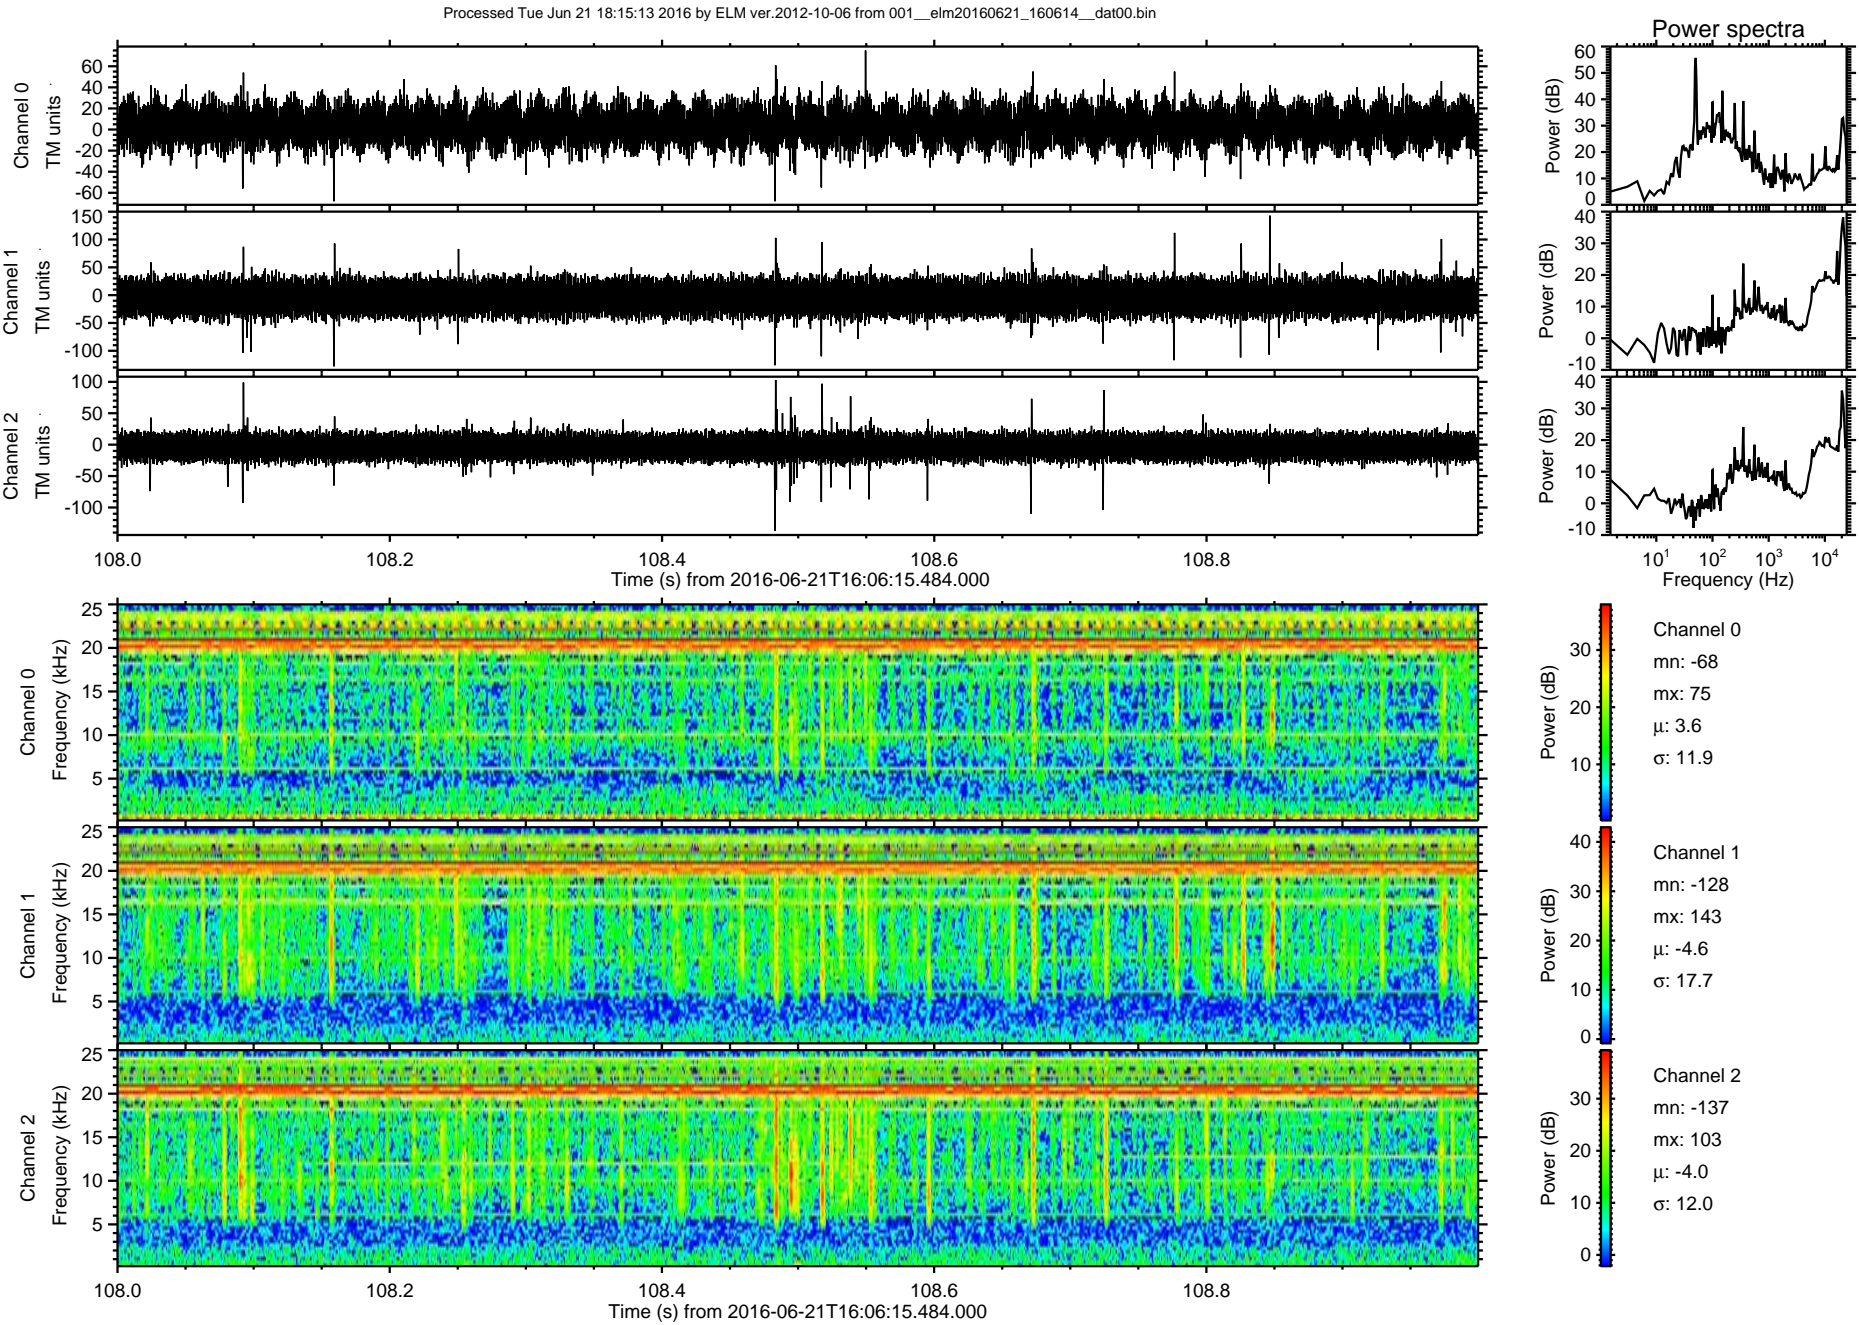 Processed Tue Jun 21 18:15:13 2016 by ELM ver.2012-10-06 from 001__elm20160621_160614__dat00.bin
Power spectra
Channel 0
TM units
60
40
20
0
-20
-40
-60
Power (dB)
60
50
40
30
20
10
0
Channel 1
TM units
150
100
50
0
-50
-100
Power (dB)
40
30
20
10
0
-10
Channel 2
TM units
100
50
0
-50
-100
Power (dB)
40
30
20
10
0
-10
108.0 108.2 108.4 108.6 108.8
Time (s) from 2016-06-21T16:06:15.484.000
10^1 10^2 10^3 10^4
Frequency (Hz)
Channel 0
Frequency (kHz)
25
20
15
10
5
Power (dB)
30
20
10
Channel 0
mn: -68
mx: 75
μ: 3.6
σ: 11.9
Channel 1
Frequency (kHz)
25
20
15
10
5
Power (dB)
40
30
20
10
0
Channel 1
mn: -128
mx: 143
μ: -4.6
σ: 17.7
Channel 2
Frequency (kHz)
25
20
15
10
5
Power (dB)
30
20
10
0
Channel 2
mn: -137
mx: 103
μ: -4.0
σ: 12.0
108.0 108.2 108.4 108.6 108.8
Time (s) from 2016-06-21T16:06:15.484.000